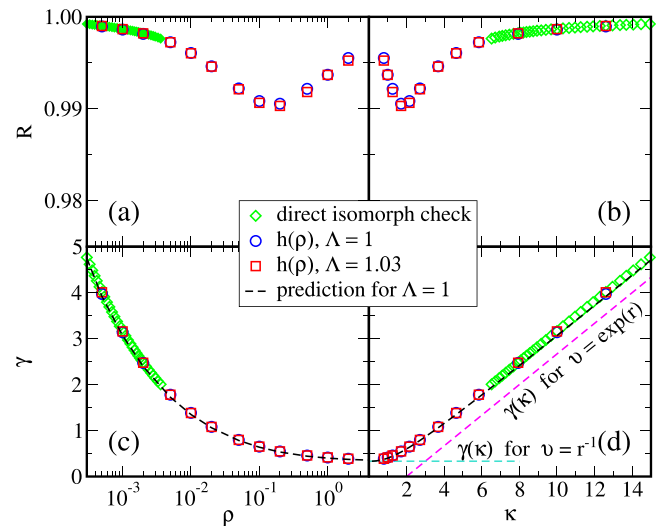 1.00
0.99
0.98
R
(a)
(b)
direct isomorph check
h(ρ), Λ = 1
h(ρ), Λ = 1.03
prediction for Λ = 1
5
4
3
2
1
0
γ
(c)
(d)
γ(κ) for υ = exp(r)
γ(κ) for υ = r⁻¹
10⁻³ 10⁻² 10⁻¹ 10⁰
2 4 6 8 10 12 14
ρ
κ